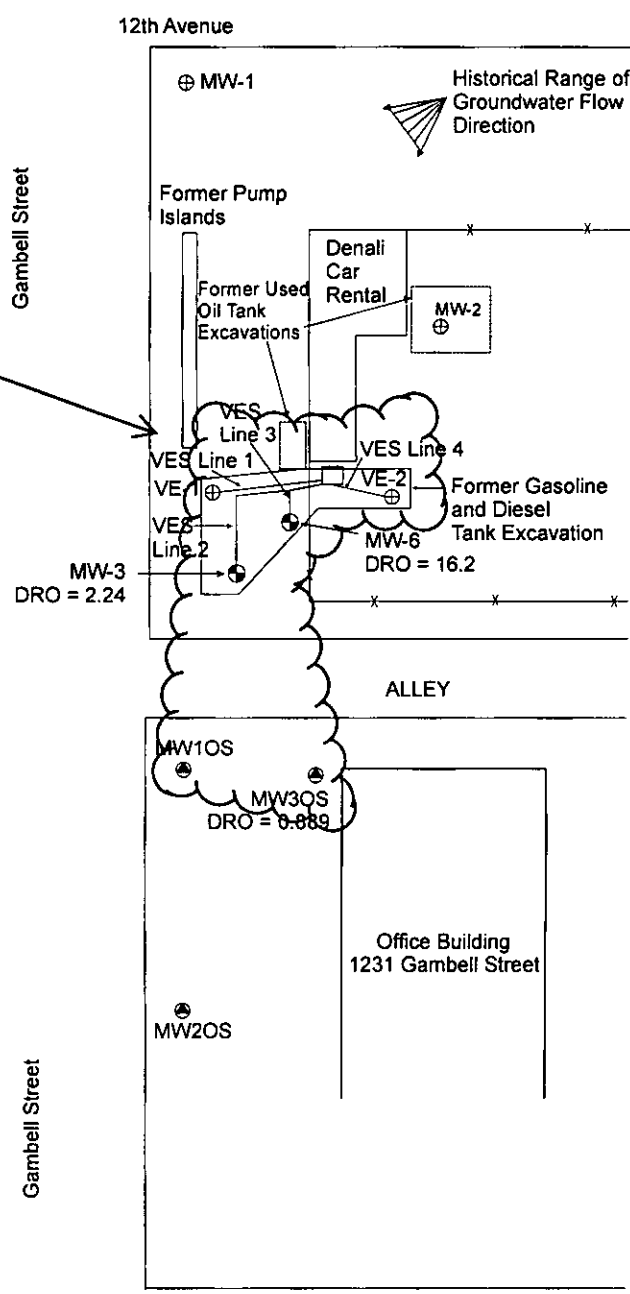 12th Avenue
MW-1
Historical Range of
Groundwater Flow
Direction
Gambell Street
Former Pump
Islands
Denali
Car
Rental
Former Used
Oil Tank
Excavations
MW-2
VES
Line 3
VES
Line 1
VES Line 4
VE-1
VE-2
Former Gasoline
and Diesel
Tank Excavation
VES
Line 2
MW-6
DRO = 16.2
MW-3
DRO = 2.24
ALLEY
MW1OS
MW3OS
DRO = 0.889
Office Building
1231 Gambell Street
MW2OS
Gambell Street